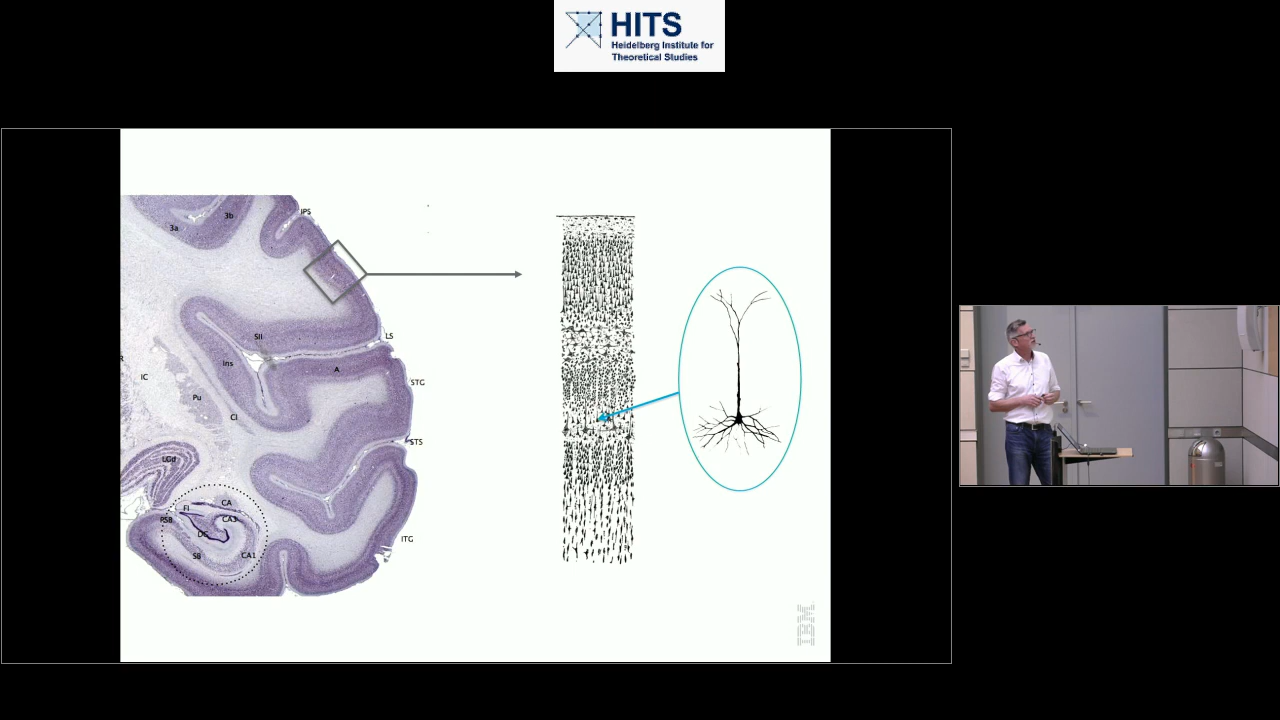 HITS
Heidelberg Institute for
Theoretical Studies
3b
3a
IPS
SII
LS
Ins
A
IC
STG
Pu
Cl
STS
LGd
CA
FI
CA3
DG
ITG
SB
CA1
IBM